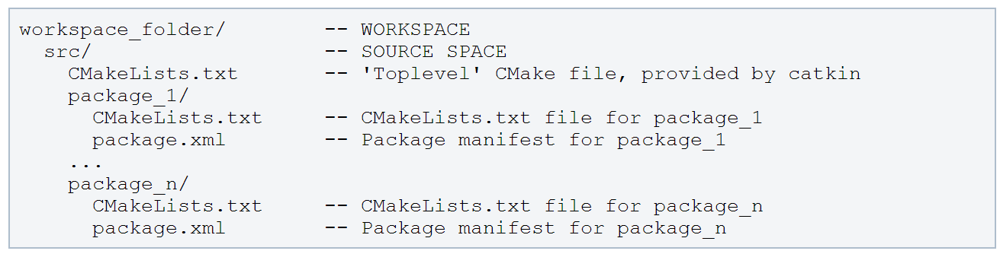 workspace_folder/        -- WORKSPACE
  src/                   -- SOURCE SPACE
    CMakeLists.txt       -- 'Toplevel' CMake file, provided by catkin
    package_1/
      CMakeLists.txt     -- CMakeLists.txt file for package_1
      package.xml        -- Package manifest for package_1
    ...
    package_n/
      CMakeLists.txt     -- CMakeLists.txt file for package_n
      package.xml        -- Package manifest for package_n